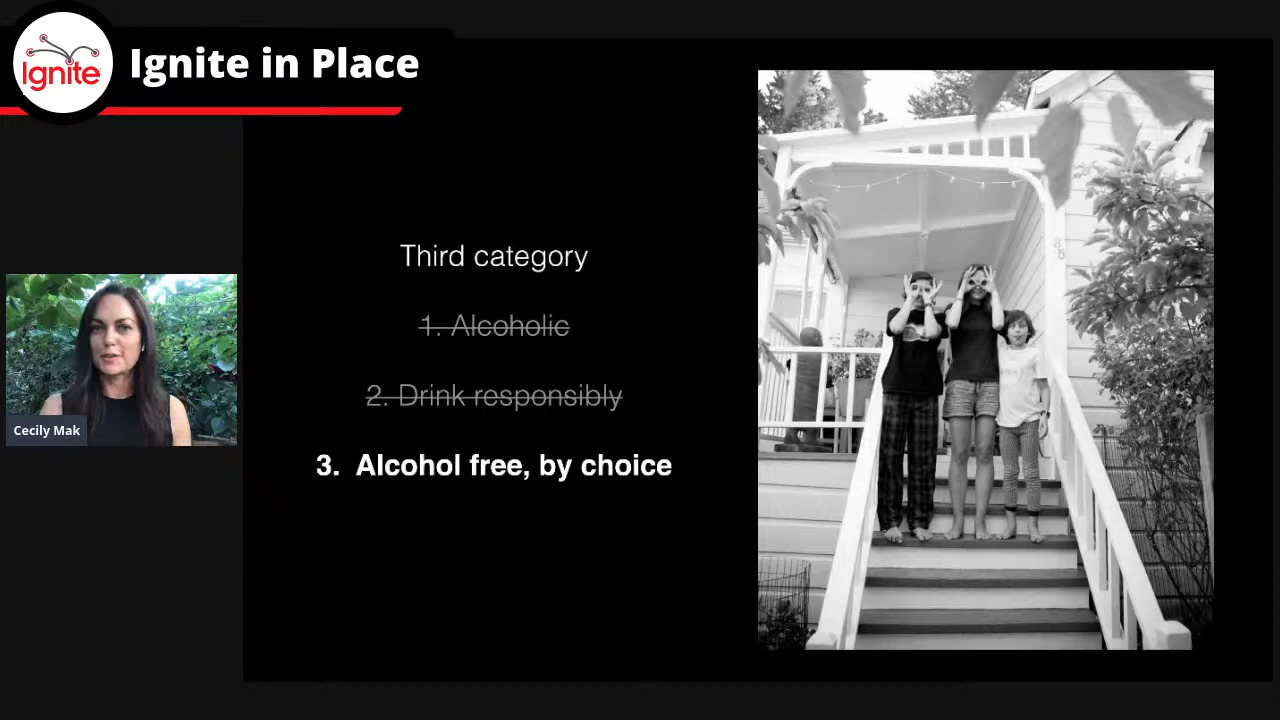 Ignite
Ignite in Place
Third category
1. Alcoholic
2. Drink responsibly
3. Alcohol free, by choice
Cecily Mak